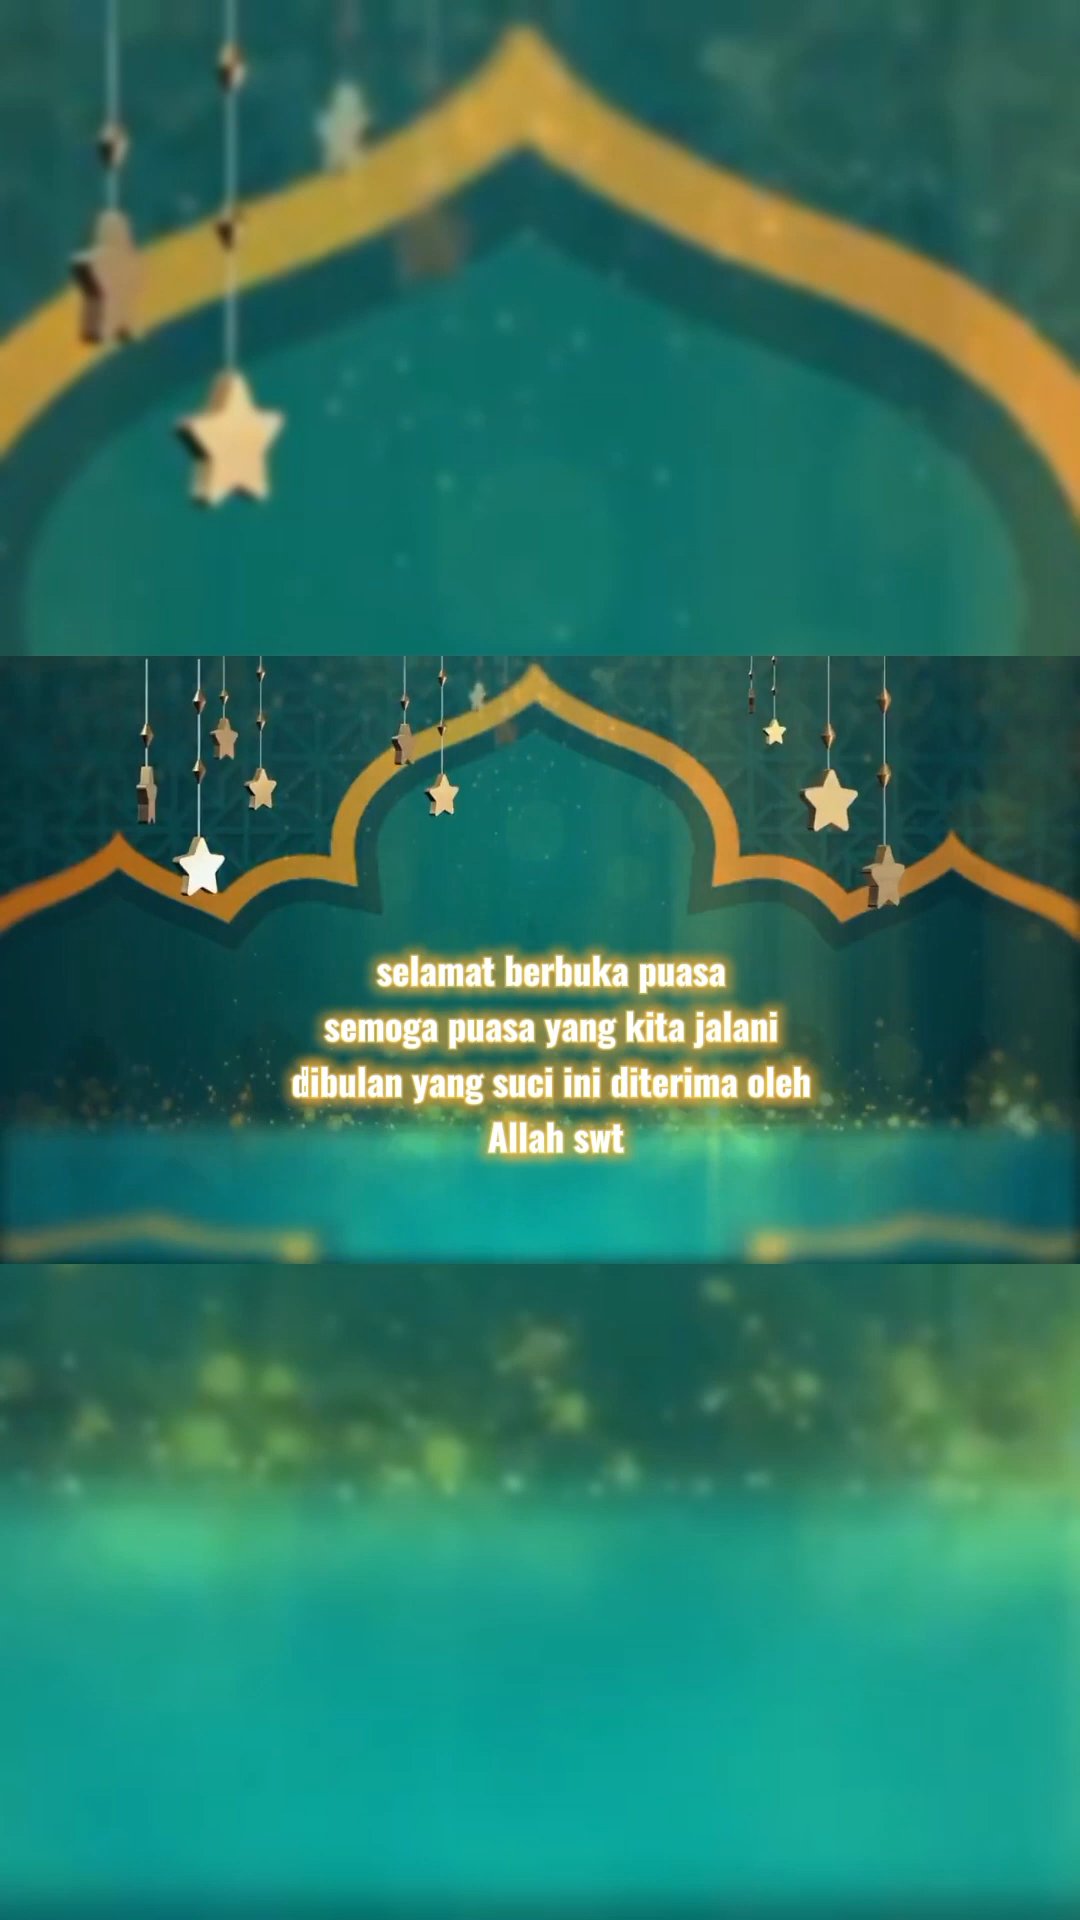 selamat berbuka puasa
semoga puasa yang kita jalani
dibulan yang suci ini diterima oleh
Allah swt